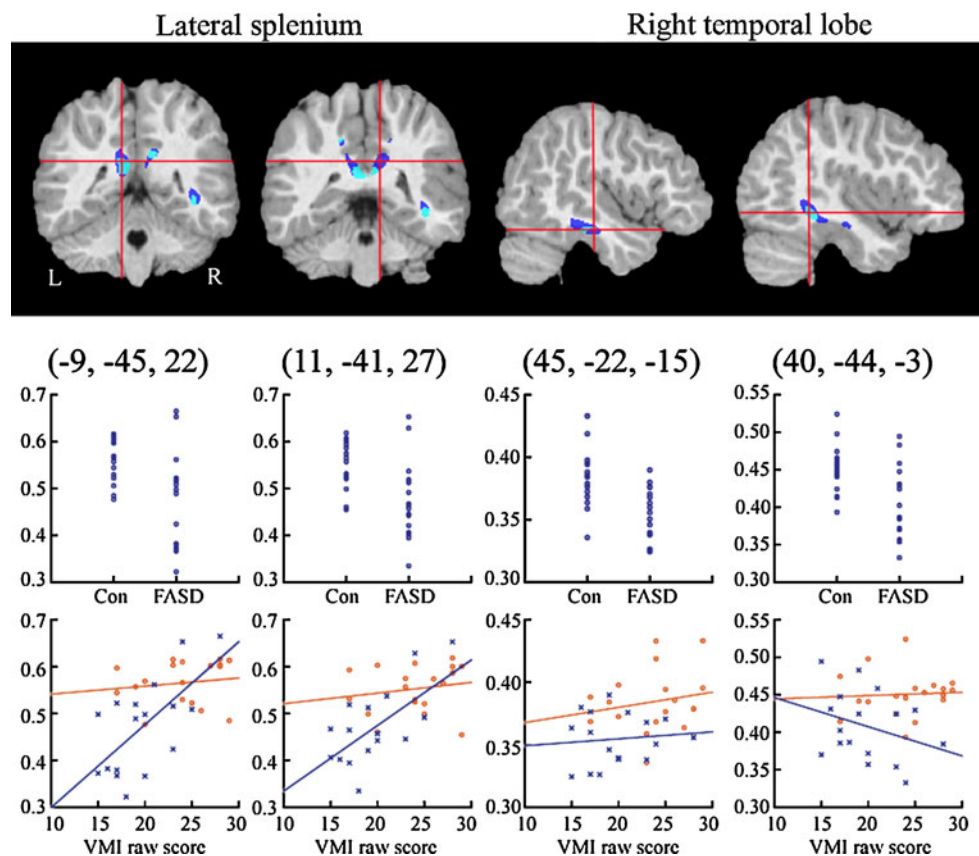 Lateral splenium Right temporal lobe
L R
(-9, -45, 22) (11, -41, 27) (45, -22, -15) (40, -44, -3)
0.7 0.7 0.45 0.55
0.50
0.6 0.6 0.40 0.45
0.5 0.5 0.40
0.4 0.4 0.35 0.35
0.3 0.3 0.30 0.30
Con FASD Con FASD Con FASD Con FASD
0.7 0.7 0.45 0.55
0.50
0.6 0.6 0.40 0.45
0.5 0.5 0.40
0.4 0.4 0.35 0.35
0.3 0.3 0.30 0.30
10 15 20 25 30 10 15 20 25 30 10 15 20 25 30 10 15 20 25 30
VMI raw score VMI raw score VMI raw score VMI raw score